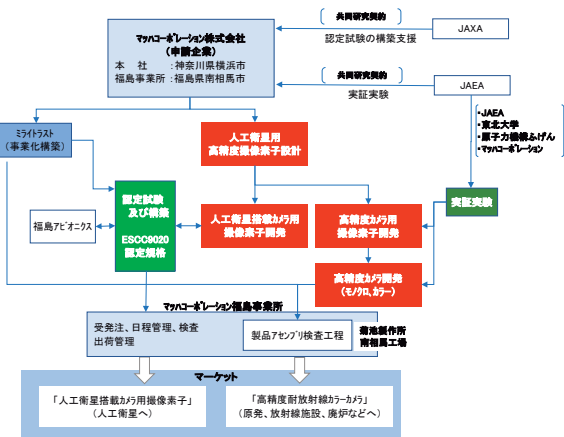 マッハコーポレーション株式会社
(申請企業)
本　社　：神奈川県横浜市
福島事業所：福島県南相馬市
共同研究契約
認定試験の構築支援
JAXA
共同研究契約
実証実験
JAEA
・JAEA
・東北大学
・原子力機構ふげん
・マッハコーポレーション
ミライトラスト
(事業化構築)
人工衛星用
高精度撮像素子設計
認定試験
及び構築
ESCC9020
認定規格
福島アビオニクス
人工衛星搭載カメラ用
撮像素子開発
高精度カメラ用
撮像素子開発
実証実験
高精度カメラ開発
(モノクロ、カラー)
マッハコーポレーション福島事業所
受発注、日程管理、検査
出荷管理
製品アセンブリ検査工程
菊池製作所
南相馬工場
マーケット
「人工衛星搭載カメラ用撮像素子」
(人工衛星へ)
「高精度耐放射線カラーカメラ」
(原発、放射線施設、廃炉などへ)